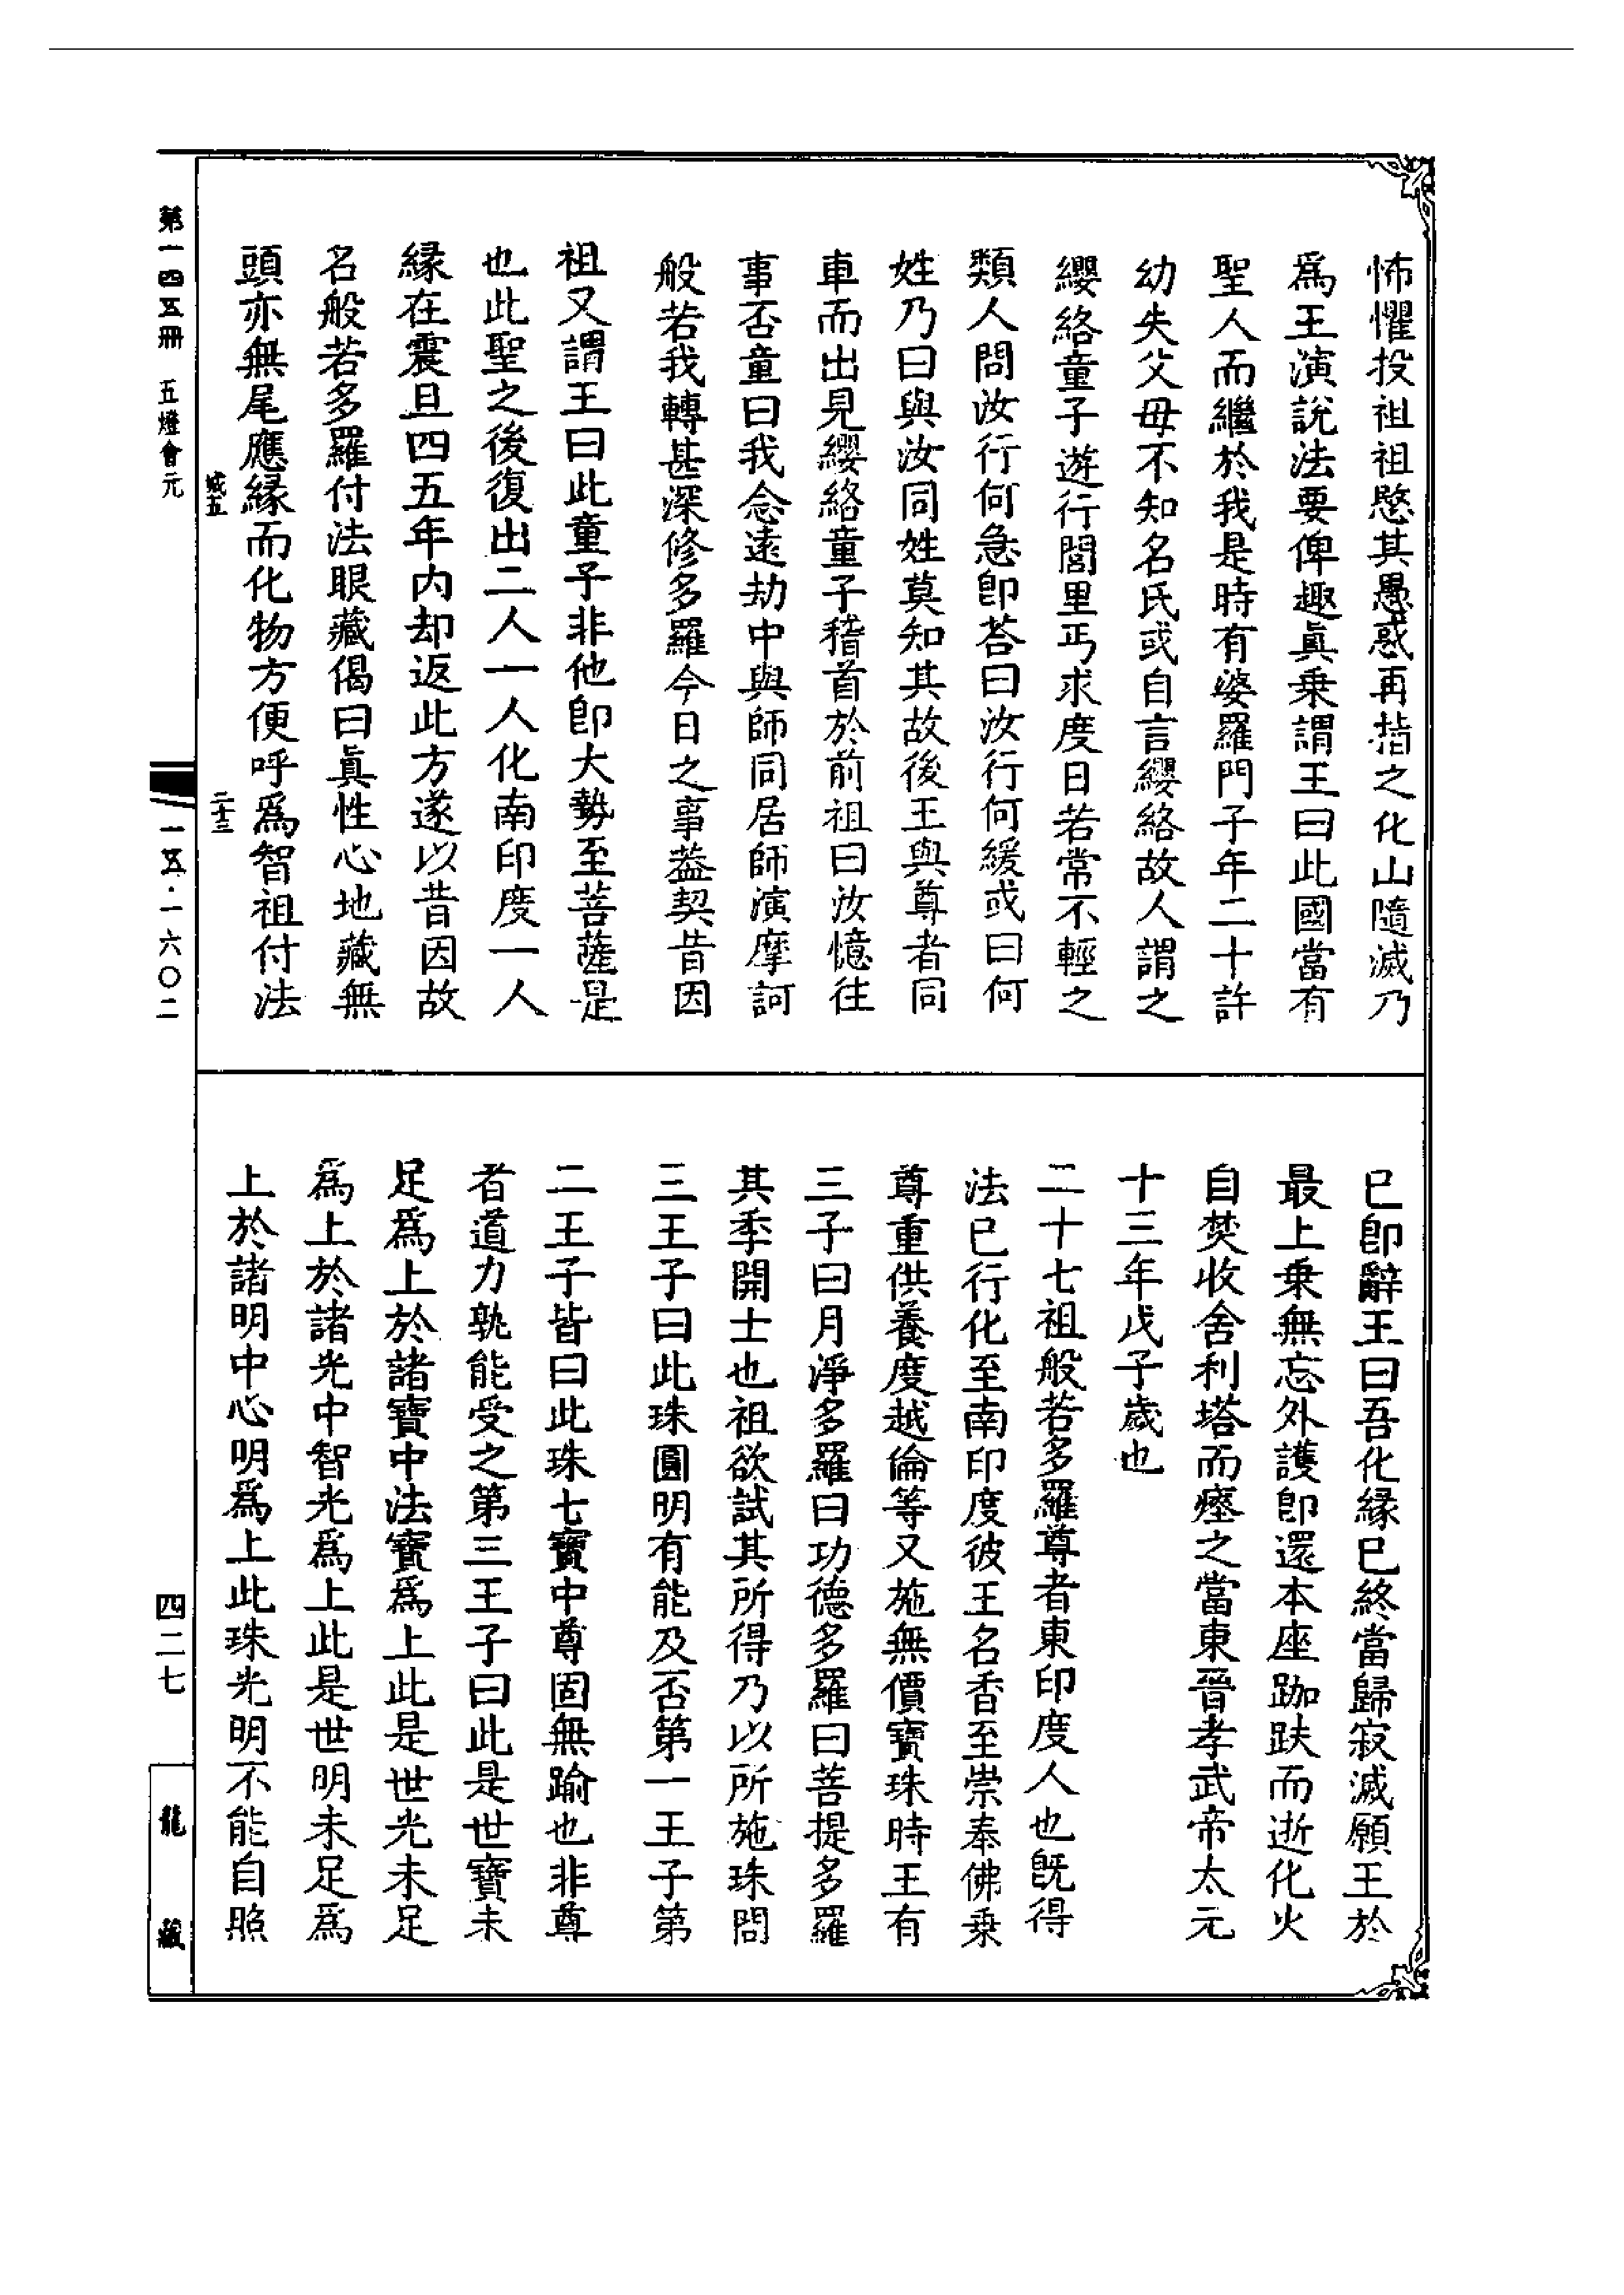 怖懼投祖祖愍其愚惑再指之化山隨滅乃
爲王演說法要俾趣眞乗謂王曰此國當有
聖人而繼於我是時有婆羅門子年二十許
幼失父母不知名氏或自言纓絡故人謂之
纓絡童子遊行閭里丐求度日若常不輕之
類人問汝行何急卽荅曰汝行何緩或曰何
姓乃曰與汝同姓莫知其故後王與尊者同
車而出見纓絡童子稽首於前祖曰汝憶往
事否童曰我念遠劫中與師同居師演摩訶
般若我轉甚深修多羅今日之事葢契昔因
祖又謂王曰此童子非他卽大勢至菩薩是
也此聖之後復出二人一人化南印度一人
緣在震旦四五年内却返此方遂以昔因故
名般若多羅付法眼藏偈曰眞性心地藏無
頭亦無尾應緣而化物方便呼爲智祖付法
已卽辭王曰吾化緣已終當歸寂滅願王於
最上乗無忘外護卽還本座跏趺而逝化火
自焚收舍利塔而瘞之當東晉孝武帝太元
十三年戊子歲也
二十七祖般若多羅尊者東印度人也旣得
法已行化至南印度彼王名香至崇奉佛乗
尊重供養度越倫等又施無價寶珠時王有
三子曰月淨多羅曰功德多羅曰菩提多羅
其季開士也祖欲試其所得乃以所施珠問
三王子曰此珠圓明有能及否第一王子第
二王子皆曰此珠七寶中尊固無踰也非尊
者道力孰能受之第三王子曰此是世寶未
足爲上於諸寶中法寶爲上此是世光未足
爲上於諸光中智光爲上此是世明未足爲
上於諸明中心明爲上此珠光明不能自照
第一四五冊　五燈會元
一五·一六〇二
四二七
龍藏
二十三